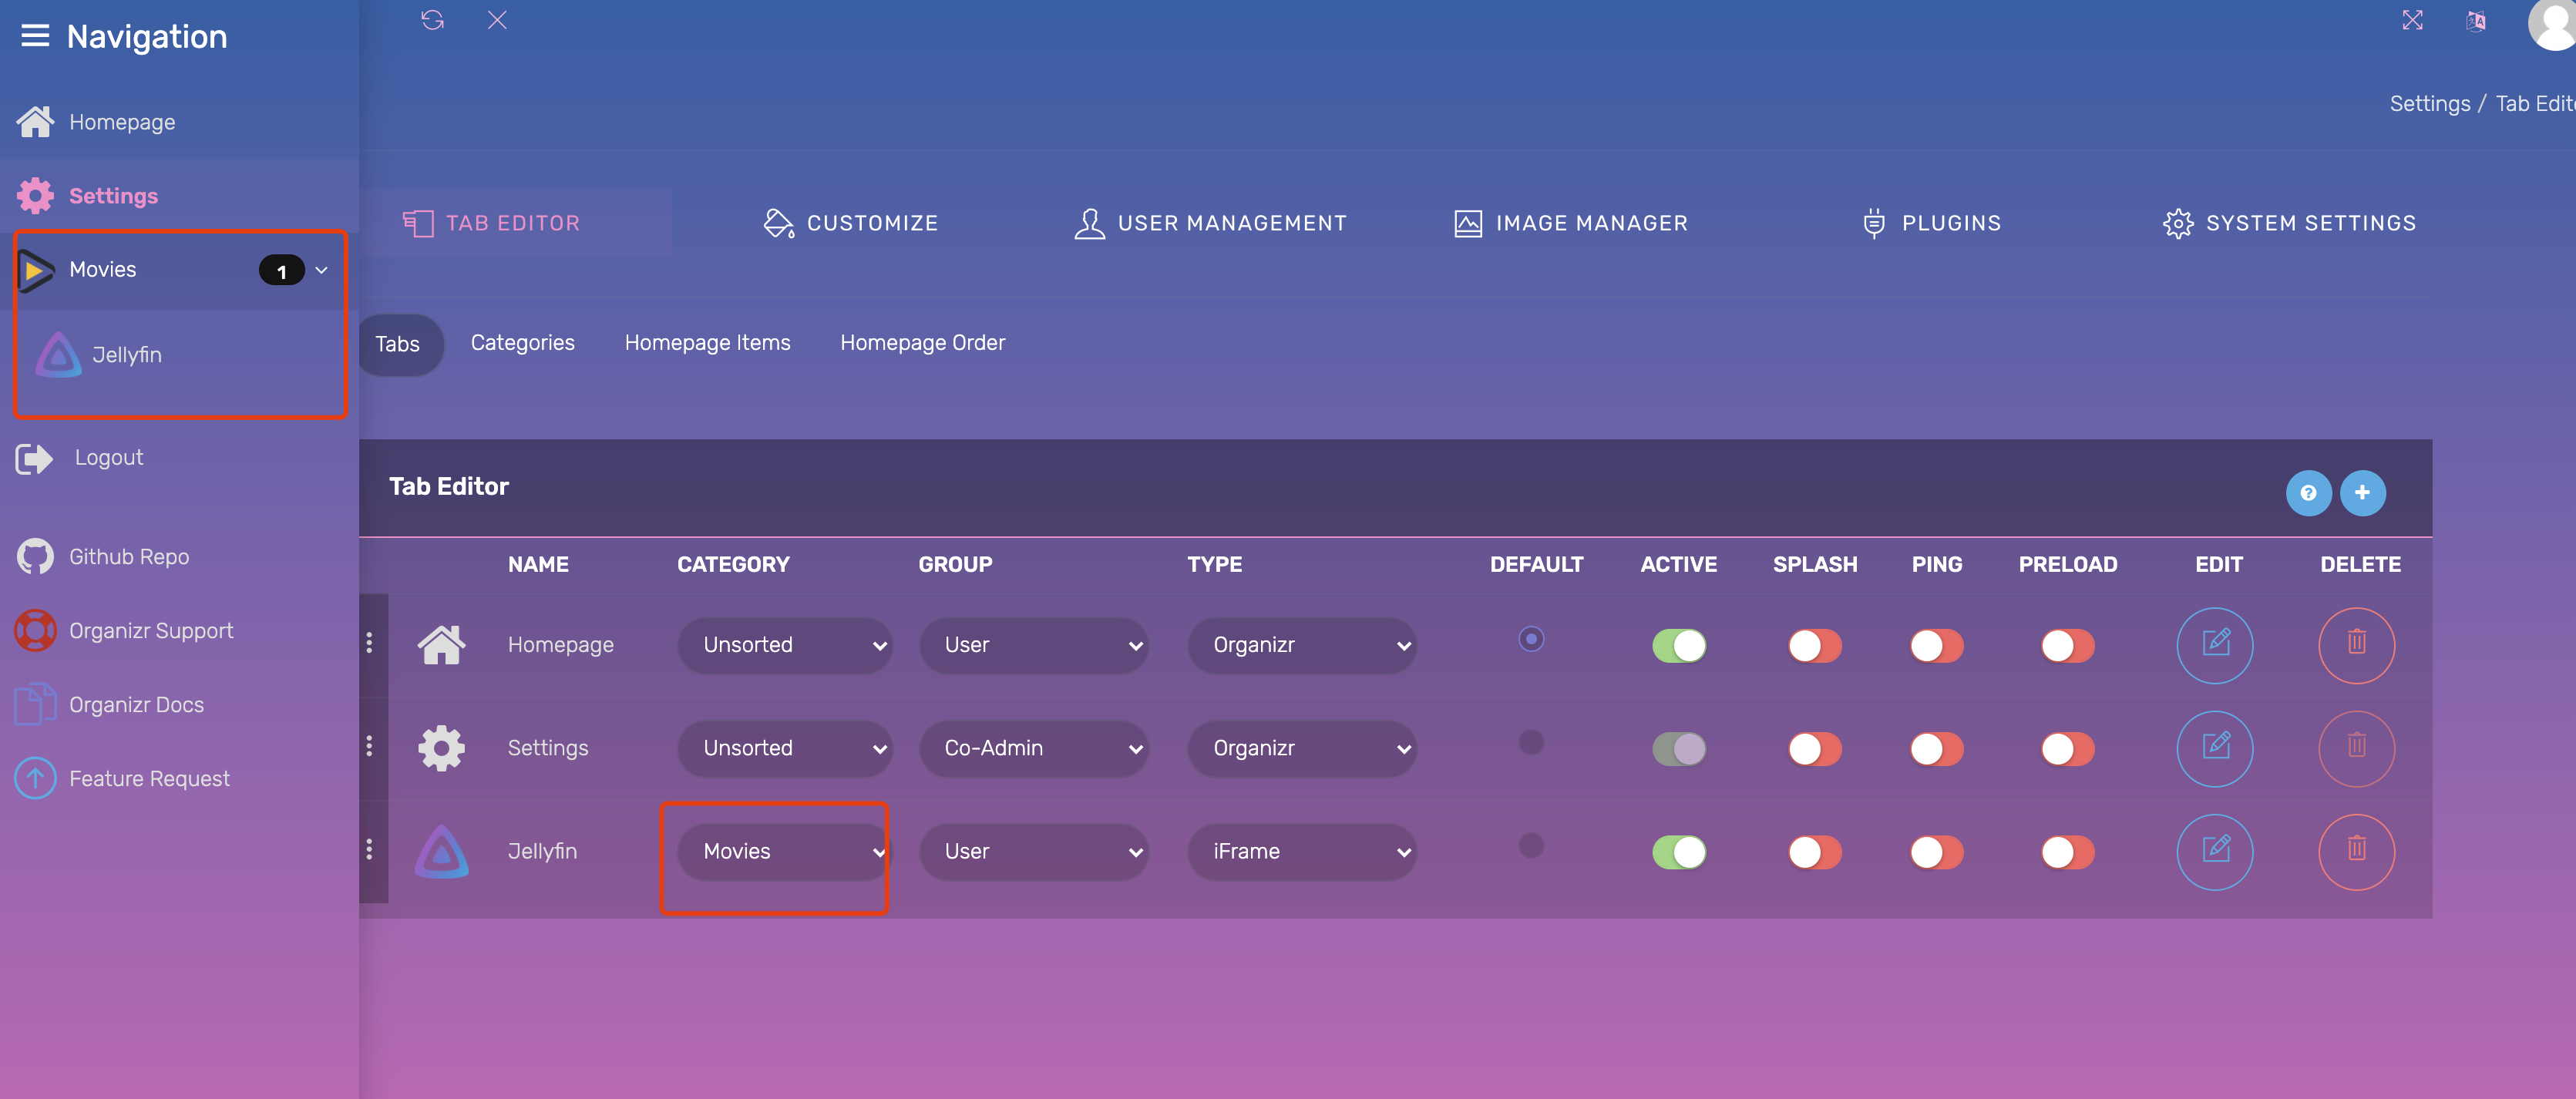 Navigation
Homepage
Settings
Movies 1
Jellyfin
Logout
Github Repo
Organizr Support
Organizr Docs
Feature Request
Settings / Tab Edit
TAB EDITOR CUSTOMIZE USER MANAGEMENT IMAGE MANAGER PLUGINS SYSTEM SETTINGS
Tabs Categories Homepage Items Homepage Order
Tab Editor
NAME CATEGORY GROUP TYPE DEFAULT ACTIVE SPLASH PING PRELOAD EDIT DELETE
Homepage Unsorted User Organizr
Settings Unsorted Co-Admin Organizr
Jellyfin Movies User iFrame